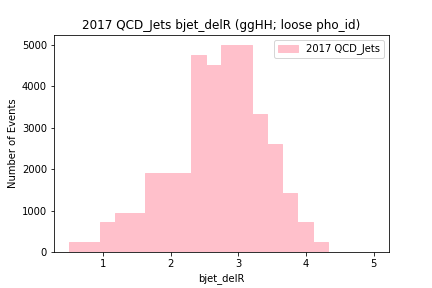 2017 QCD_Jets bjet_delR (ggHH; loose pho_id)
2017 QCD_Jets
Number of Events
5000
4000
3000
2000
1000
0
1 2 3 4 5
bjet_delR